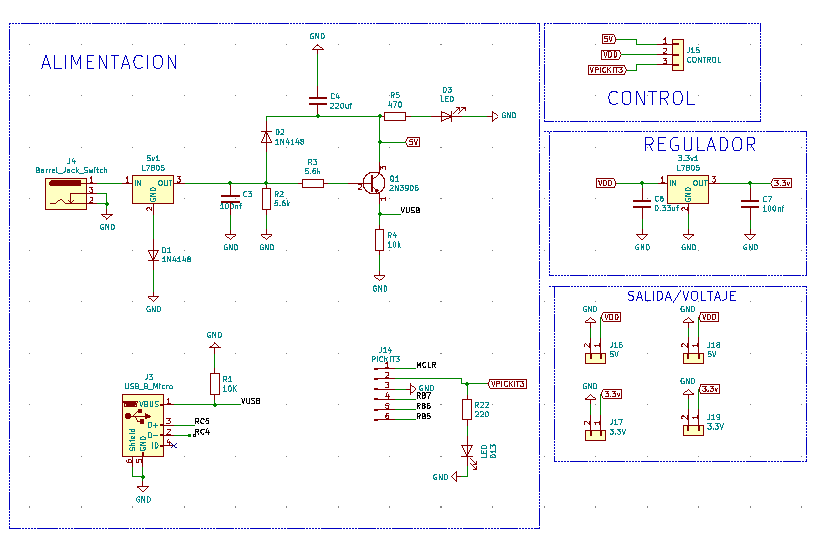 ALIMENTACION
GND
C4
220uf
R5
470
D3
LED
GND
5V
D2
1N4148
J4
Barrel_Jack_Switch
1
3
2
GND
5v1
L7805
IN
OUT
GND
1
3
2
C3
100nf
GND
R2
5.6k
GND
R3
5.6k
Q1
2N3906
3
2
1
VUSB
R4
10k
GND
D1
1N4148
GND
J3
USB_B_Micro
VBUS
D+
D-
ID
Shield
GND
1
3
2
4
6
5
RC5
RC4
GND
GND
R1
10K
VUSB
J14
PICKIT3
1
2
3
4
5
6
MCLR
GND
RB7
RB6
RB5
VPICKIT3
R22
220
LED
D13
GND
5V
VDD
VPICKIT3
1
2
3
J15
CONTROL
CONTROL
REGULADOR
3.3v1
L7805
VDD
1
IN
OUT
3
GND
2
3.3v
C6
0.33uf
C7
100nf
GND
GND
GND
SALIDA/VOLTAJE
GND
VDD
2
1
J16
5V
GND
VDD
2
1
J18
5V
GND
3.3v
2
1
J17
3.3V
GND
3.3v
2
1
J19
3.3V